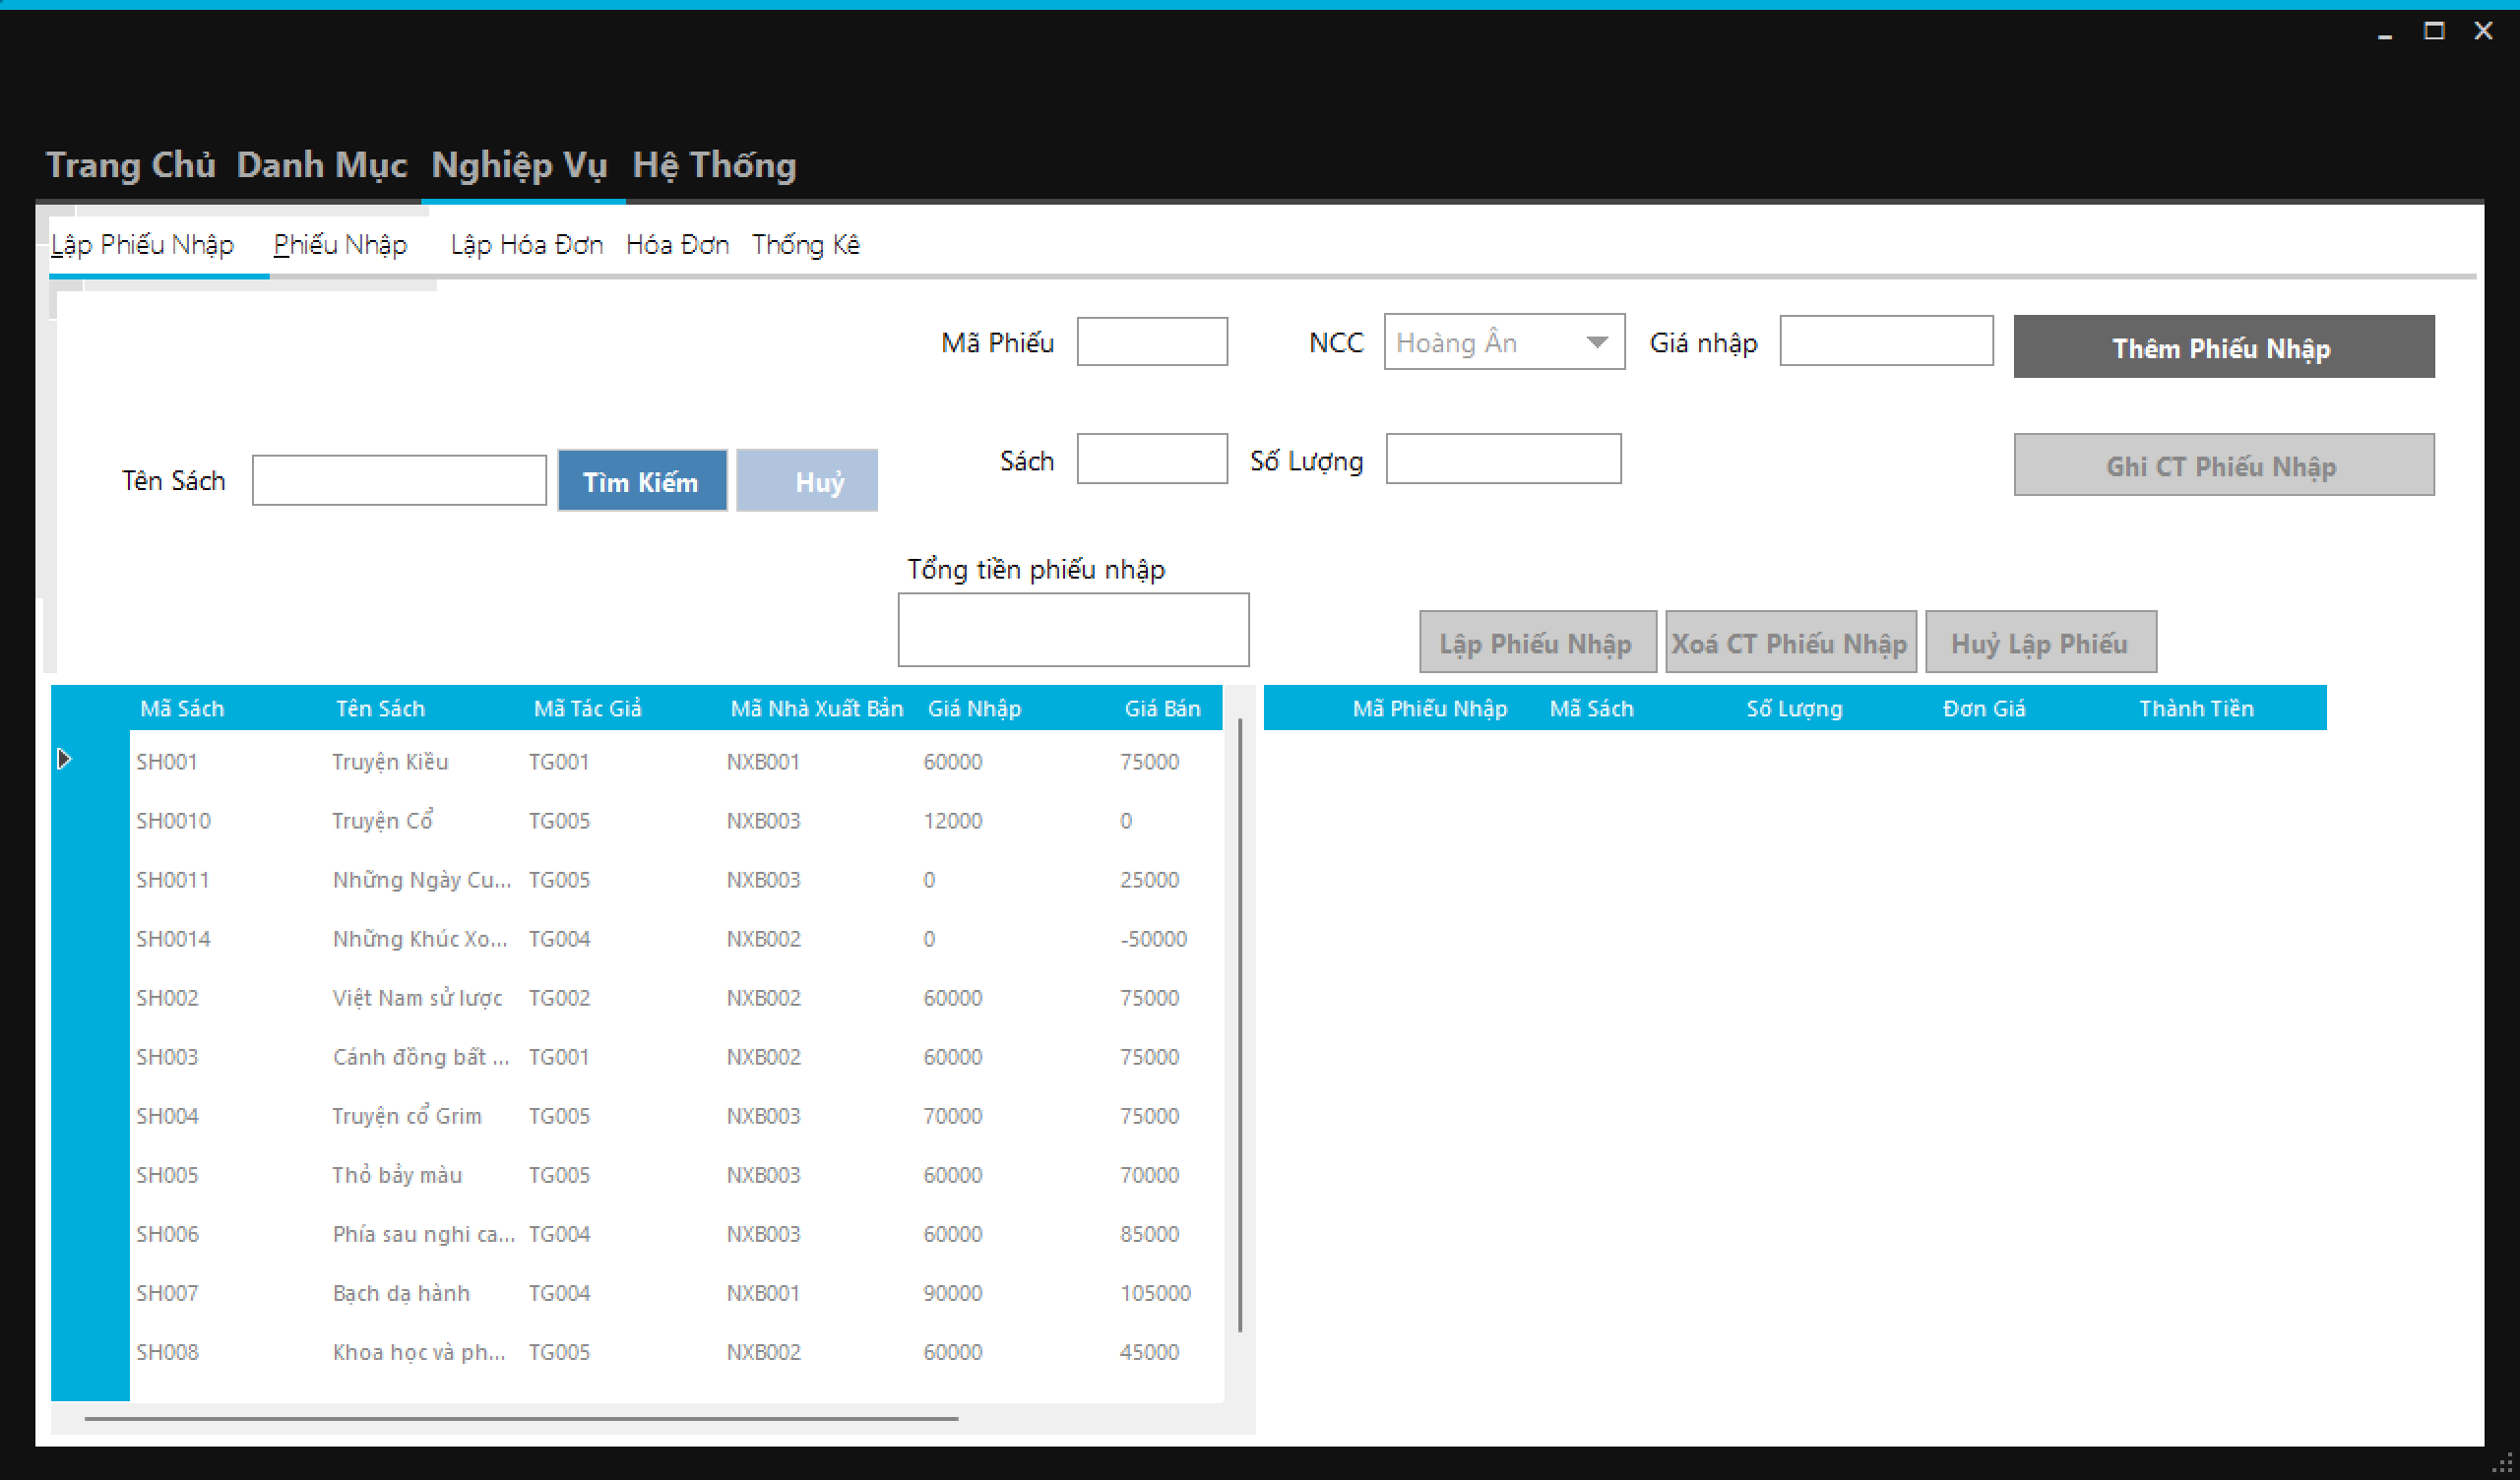 Trang Chủ Danh Mục Nghiệp Vụ Hệ Thống
Lập Phiếu Nhập Phiếu Nhập Lập Hóa Đơn Hóa Đơn Thống Kê
Mã Phiếu NCC Hoàng Ân Giá nhập Thêm Phiếu Nhập
Sách Số Lượng Ghi CT Phiếu Nhập
Tên Sách Tìm Kiếm Huỷ
Tổng tiền phiếu nhập
Lập Phiếu Nhập Xoá CT Phiếu Nhập Huỷ Lập Phiếu
Mã Sách Tên Sách Mã Tác Giả Mã Nhà Xuất Bản Giá Nhập Giá Bán
SH001 Truyện Kiều TG001 NXB001 60000 75000
SH0010 Truyện Cổ TG005 NXB003 12000 0
SH0011 Những Ngày Cu... TG005 NXB003 0 25000
SH0014 Những Khúc Xo... TG004 NXB002 0 -50000
SH002 Việt Nam sử lược TG002 NXB002 60000 75000
SH003 Cánh đồng bất ... TG001 NXB002 60000 75000
SH004 Truyện cổ Grim TG005 NXB003 70000 75000
SH005 Thỏ bảy màu TG005 NXB003 60000 70000
SH006 Phía sau nghi ca... TG004 NXB003 60000 85000
SH007 Bạch dạ hành TG004 NXB001 90000 105000
SH008 Khoa học và ph... TG005 NXB002 60000 45000
Mã Phiếu Nhập Mã Sách Số Lượng Đơn Giá Thành Tiền